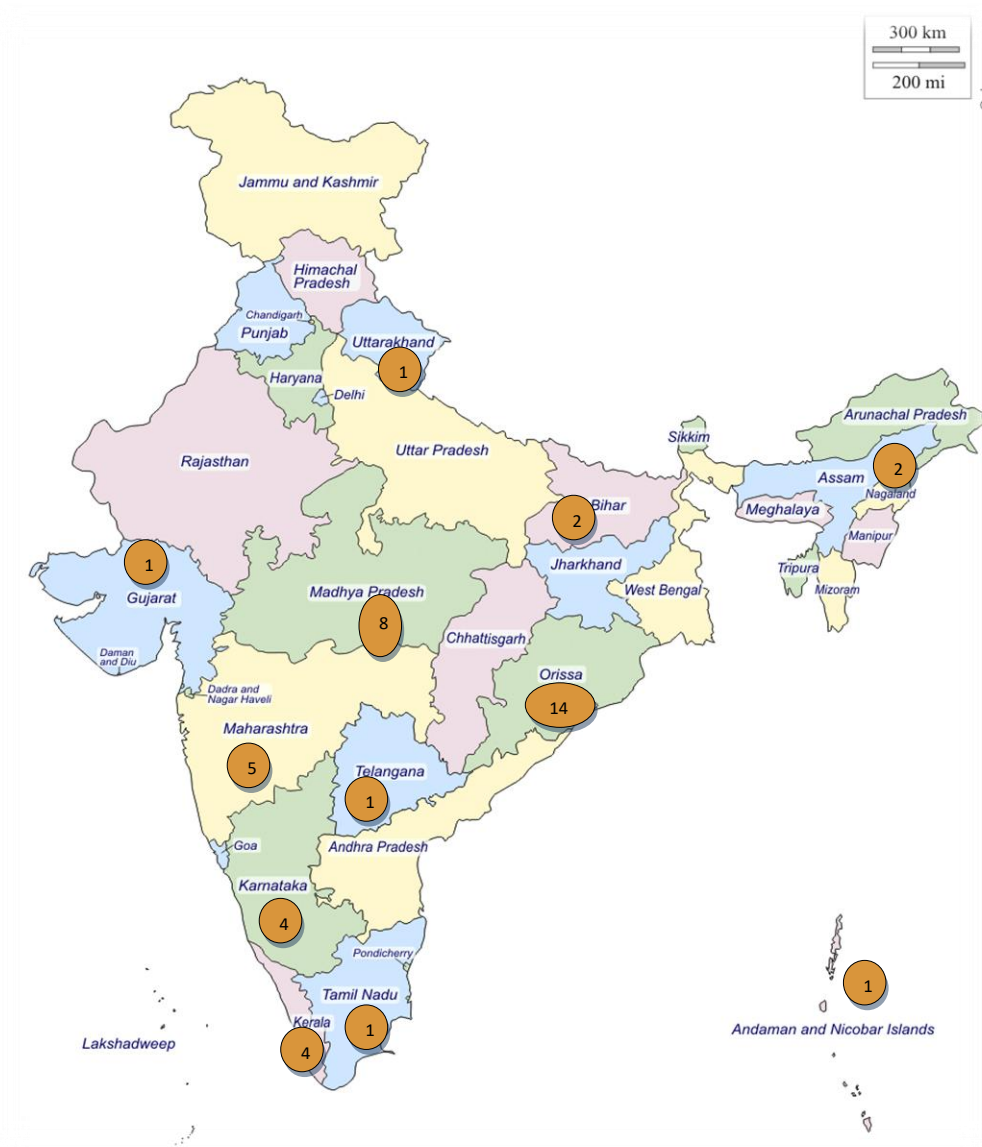 300 km
200 mi
Jammu and Kashmir
Himachal
Pradesh
Chandigarh
Punjab
Uttarakhand
1
Haryana
Delhi
Arunachal Pradesh
Sikkim
Uttar Pradesh
Rajasthan
Assam
2
Nagaland
Bihar
2
Meghalaya
Manipur
1
Jharkhand
Tripura
Gujarat
Madhya Pradesh
West Bengal
Mizoram
8
Chhattisgarh
Daman
and Diu
Orissa
Dadra and
Nagar Haveli
14
Maharashtra
5
Telangana
1
Goa
Andhra Pradesh
Karnataka
4
Pondicherry
1
Tamil Nadu
Kerala
1
Andaman and Nicobar Islands
Lakshadweep
4